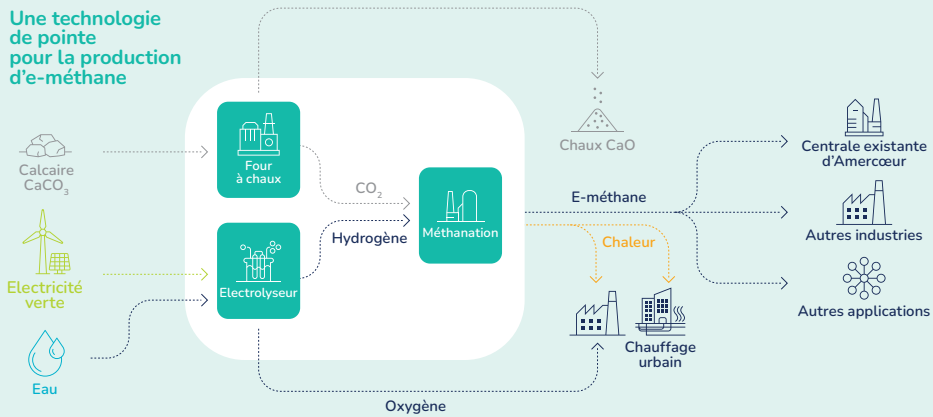 Une technologie
de pointe
pour la production
d'e-méthane
Calcaire
CaCO₃
Electricité
verte
Eau
Four
à chaux
Electrolyseur
CO₂
Hydrogène
Méthanation
Oxygène
Chaux CaO
E-méthane
Chaleur
Chauffage
urbain
Centrale existante
d'Amercœur
Autres industries
Autres applications